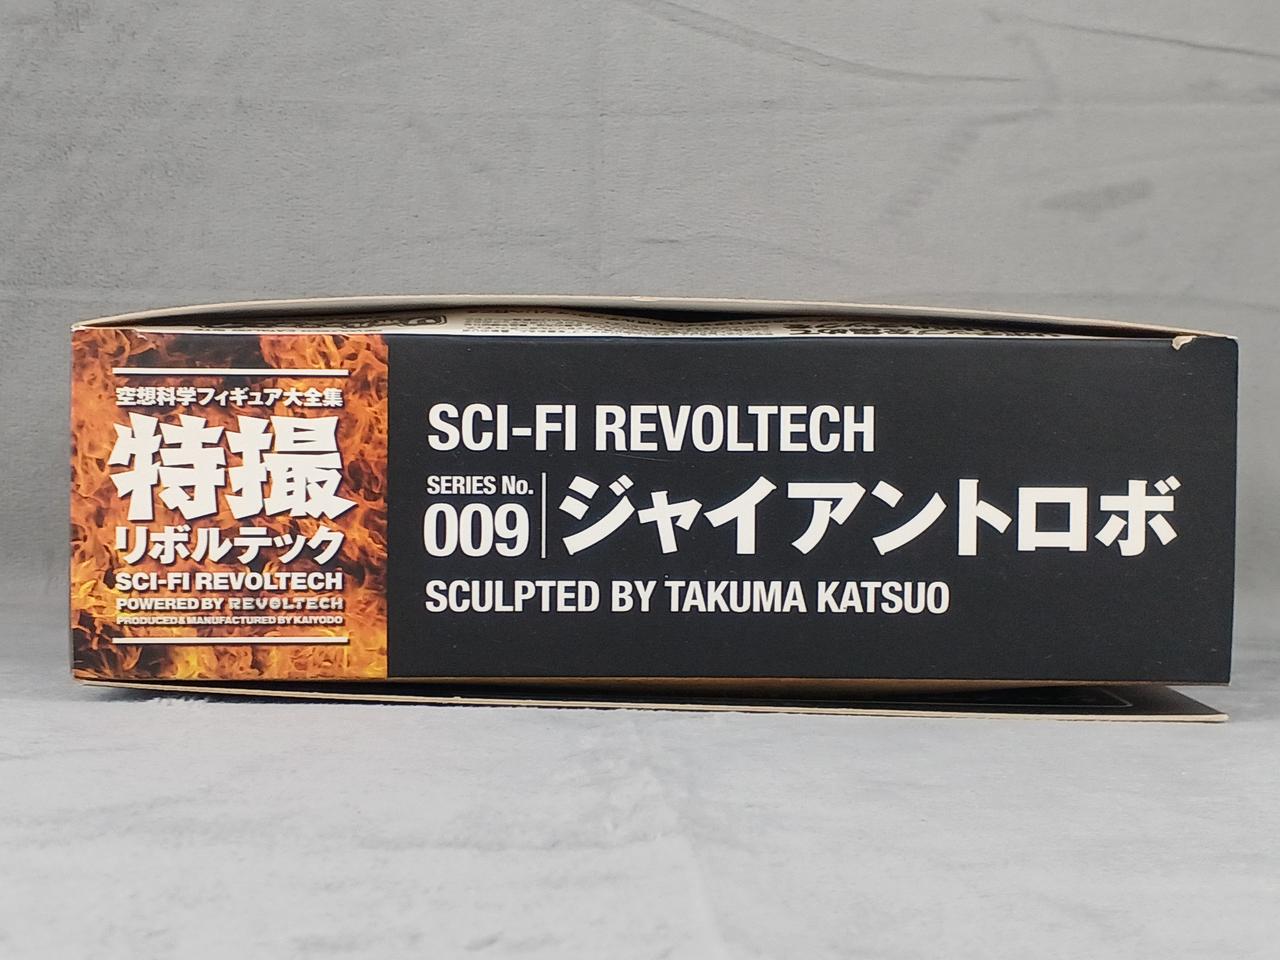 空想科学フィギュア大全集
特撮
リボルテック
SCI-FI REVOLTECH
POWERED BY REVOLTECH
PRODUCED & MANUFACTURED BY KAIYODO
SCI-FI REVOLTECH
SERIES No.
009
ジャイアントロボ
SCULPTED BY TAKUMA KATSUO